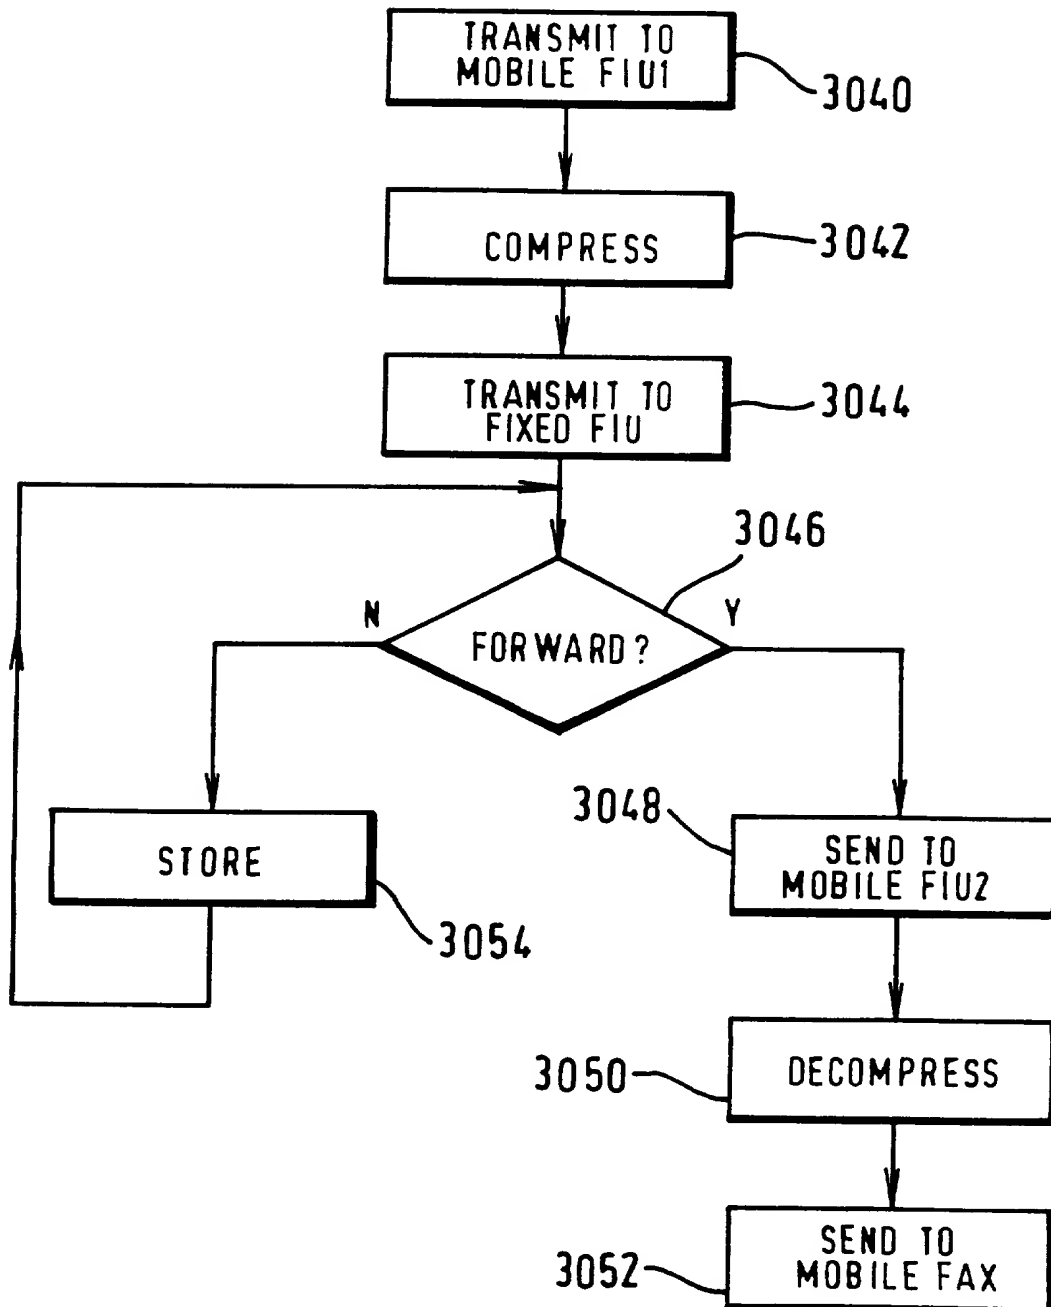 TRANSMIT TO
MOBILE FIU1
3040
COMPRESS
3042
TRANSMIT TO
FIXED FIU
3044
3046
N
Y
FORWARD?
3048
STORE
SEND TO
MOBILE FIU2
3054
3050
DECOMPRESS
3052
SEND TO
MOBILE FAX